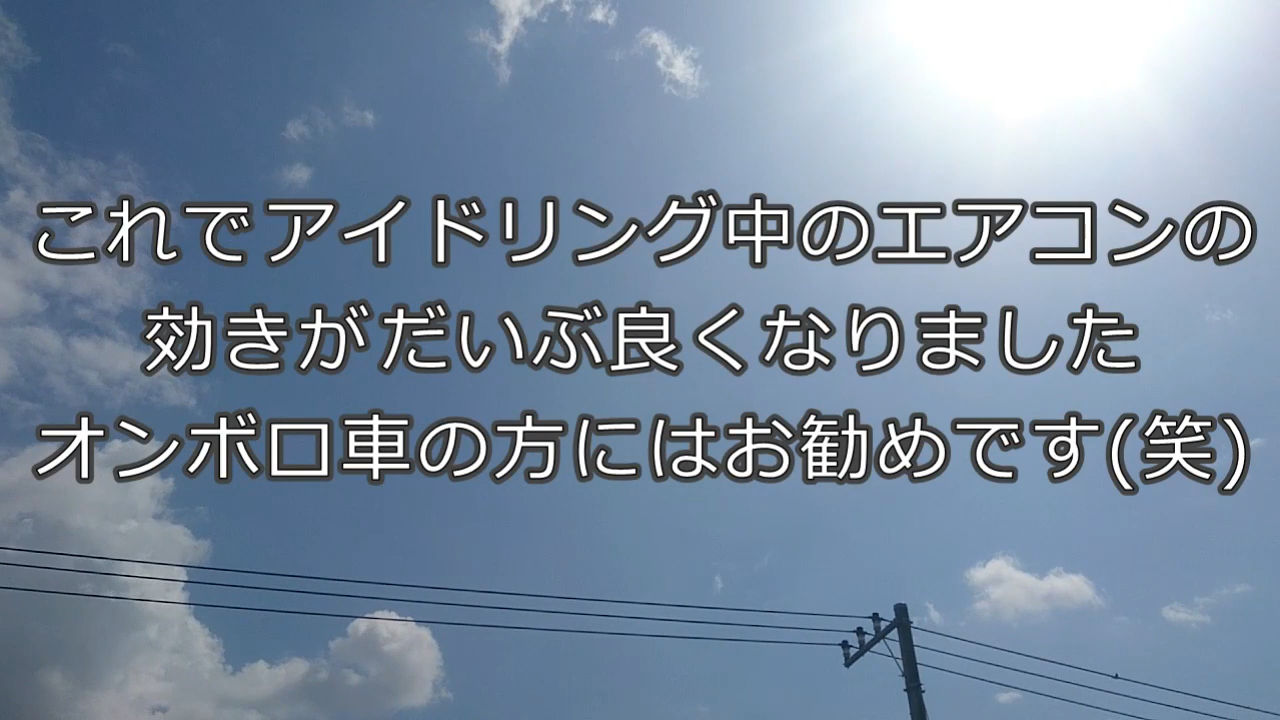 これでアイドリング中のエアコンの
効きがだいぶ良くなりました
オンボロ車の方にはお勧めです(笑)